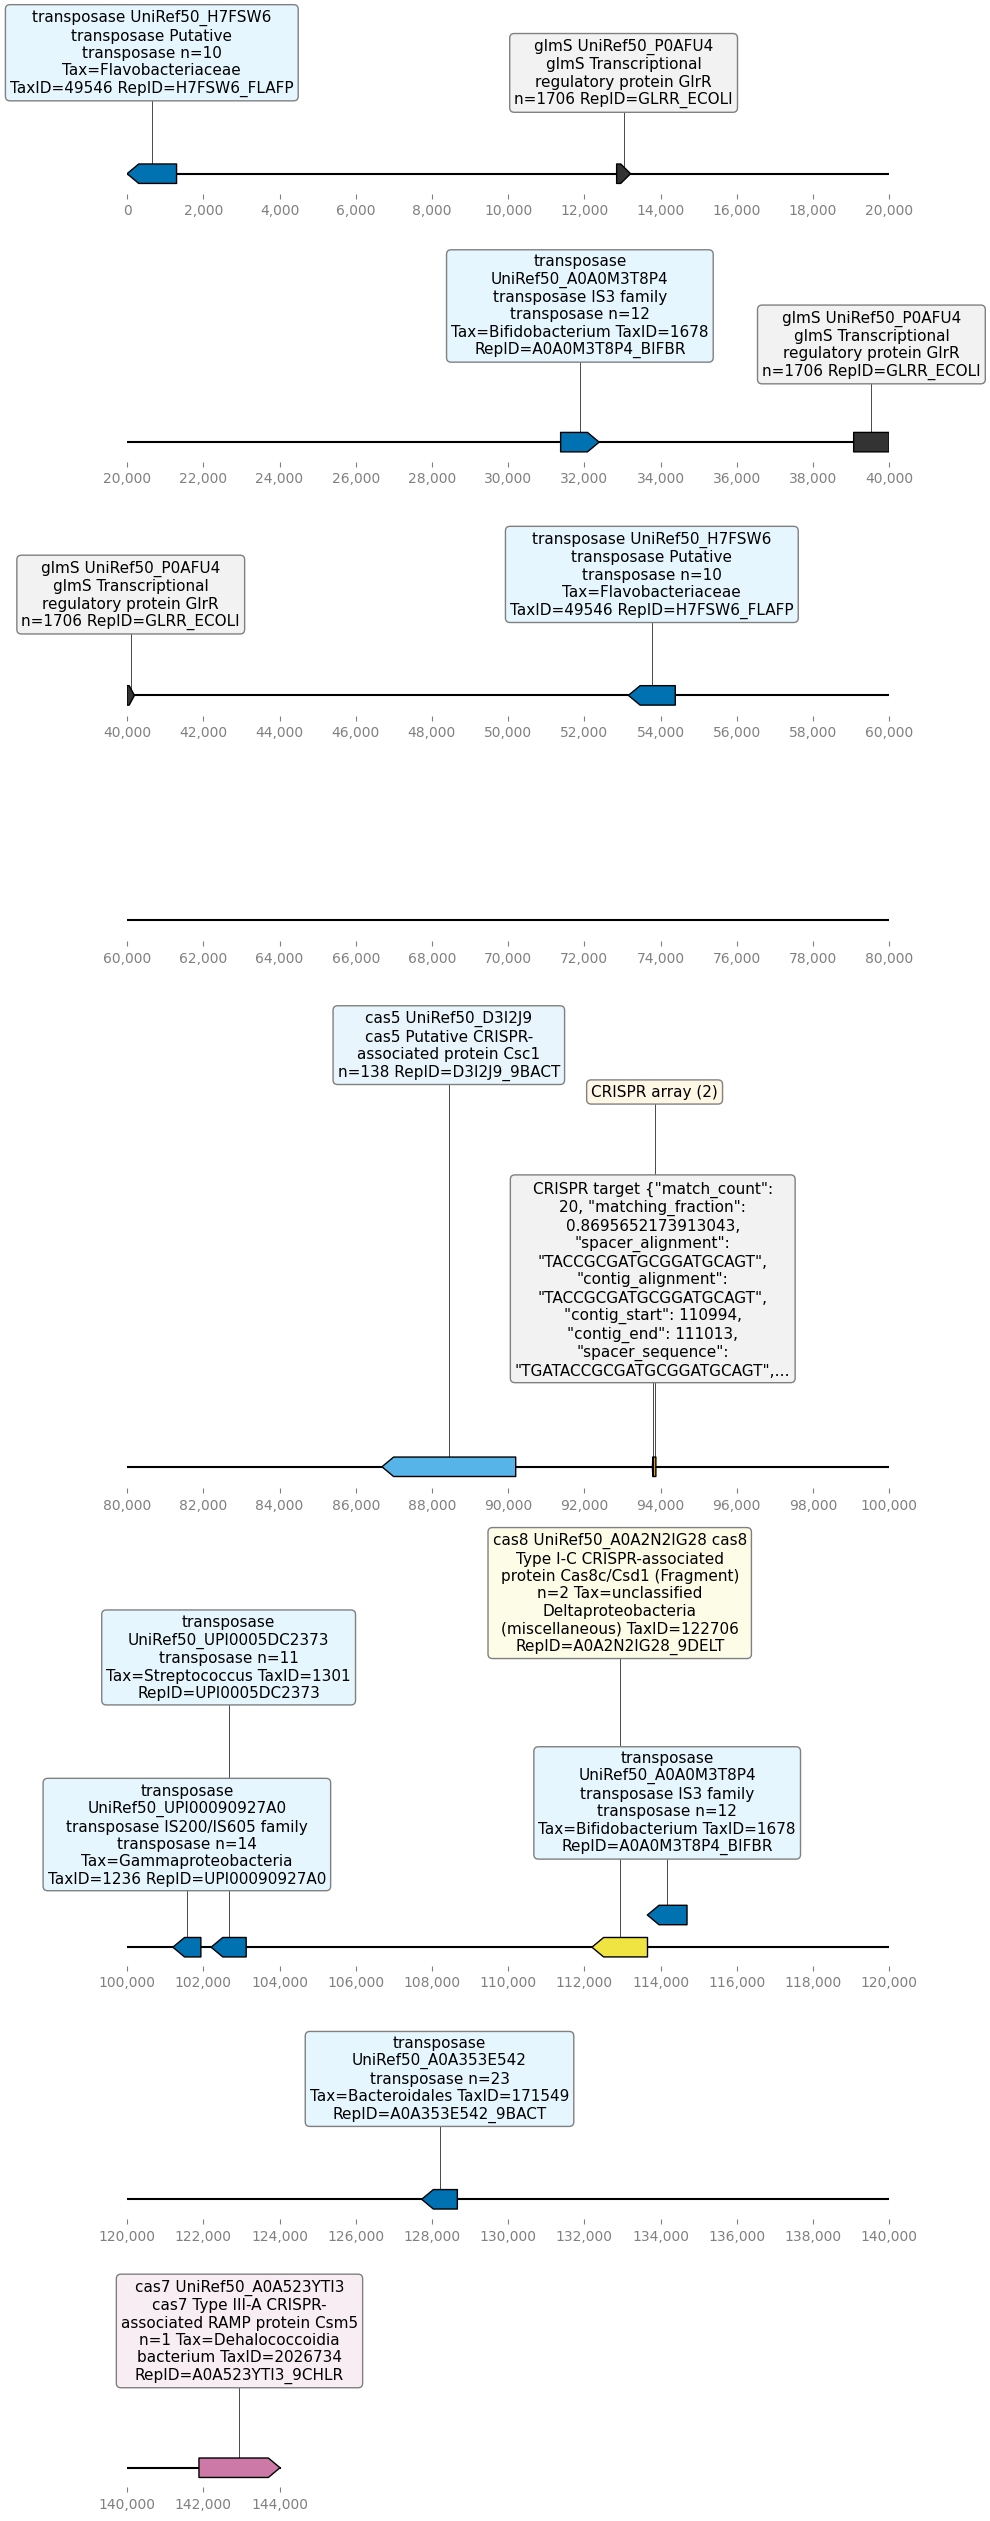 transposase UniRef50_H7FSW6
transposase Putative
transposase n=10
Tax=Flavobacteriaceae
TaxID=49546 RepID=H7FSW6_FLAFP
glmS UniRef50_P0AFU4
glmS Transcriptional
regulatory protein GlrR
n=1706 RepID=GLRR_ECOLI
0 2,000 4,000 6,000 8,000 10,000 12,000 14,000 16,000 18,000 20,000
transposase
UniRef50_A0A0M3T8P4
transposase IS3 family
transposase n=12
Tax=Bifidobacterium TaxID=1678
RepID=A0A0M3T8P4_BIFBR
glmS UniRef50_P0AFU4
glmS Transcriptional
regulatory protein GlrR
n=1706 RepID=GLRR_ECOLI
20,000 22,000 24,000 26,000 28,000 30,000 32,000 34,000 36,000 38,000 40,000
glmS UniRef50_P0AFU4
glmS Transcriptional
regulatory protein GlrR
n=1706 RepID=GLRR_ECOLI
transposase UniRef50_H7FSW6
transposase Putative
transposase n=10
Tax=Flavobacteriaceae
TaxID=49546 RepID=H7FSW6_FLAFP
40,000 42,000 44,000 46,000 48,000 50,000 52,000 54,000 56,000 58,000 60,000
60,000 62,000 64,000 66,000 68,000 70,000 72,000 74,000 76,000 78,000 80,000
cas5 UniRef50_D3I2J9
cas5 Putative CRISPR-
associated protein Csc1
n=138 RepID=D3I2J9_9BACT
CRISPR array (2)
CRISPR target {"match_count":
20, "matching_fraction":
0.8695652173913043,
"spacer_alignment":
"TACCGCGATGCGGATGCAGT",
"contig_alignment":
"TACCGCGATGCGGATGCAGT",
"contig_start": 110994,
"contig_end": 111013,
"spacer_sequence":
"TGATACCGCGATGCGGATGCAGT",...
80,000 82,000 84,000 86,000 88,000 90,000 92,000 94,000 96,000 98,000 100,000
cas8 UniRef50_A0A2N2IG28 cas8
Type I-C CRISPR-associated
protein Cas8c/Csd1 (Fragment)
n=2 Tax=unclassified
Deltaproteobacteria
(miscellaneous) TaxID=122706
RepID=A0A2N2IG28_9DELT
transposase
UniRef50_UPI0005DC2373
transposase n=11
Tax=Streptococcus TaxID=1301
RepID=UPI0005DC2373
transposase
UniRef50_A0A0M3T8P4
transposase IS3 family
transposase n=12
Tax=Bifidobacterium TaxID=1678
RepID=A0A0M3T8P4_BIFBR
transposase
UniRef50_UPI00090927A0
transposase IS200/IS605 family
transposase n=14
Tax=Gammaproteobacteria
TaxID=1236 RepID=UPI00090927A0
100,000 102,000 104,000 106,000 108,000 110,000 112,000 114,000 116,000 118,000 120,000
transposase
UniRef50_A0A353E542
transposase n=23
Tax=Bacteroidales TaxID=171549
RepID=A0A353E542_9BACT
120,000 122,000 124,000 126,000 128,000 130,000 132,000 134,000 136,000 138,000 140,000
cas7 UniRef50_A0A523YTI3
cas7 Type III-A CRISPR-
associated RAMP protein Csm5
n=1 Tax=Dehalococcoidia
bacterium TaxID=2026734
RepID=A0A523YTI3_9CHLR
140,000 142,000 144,000